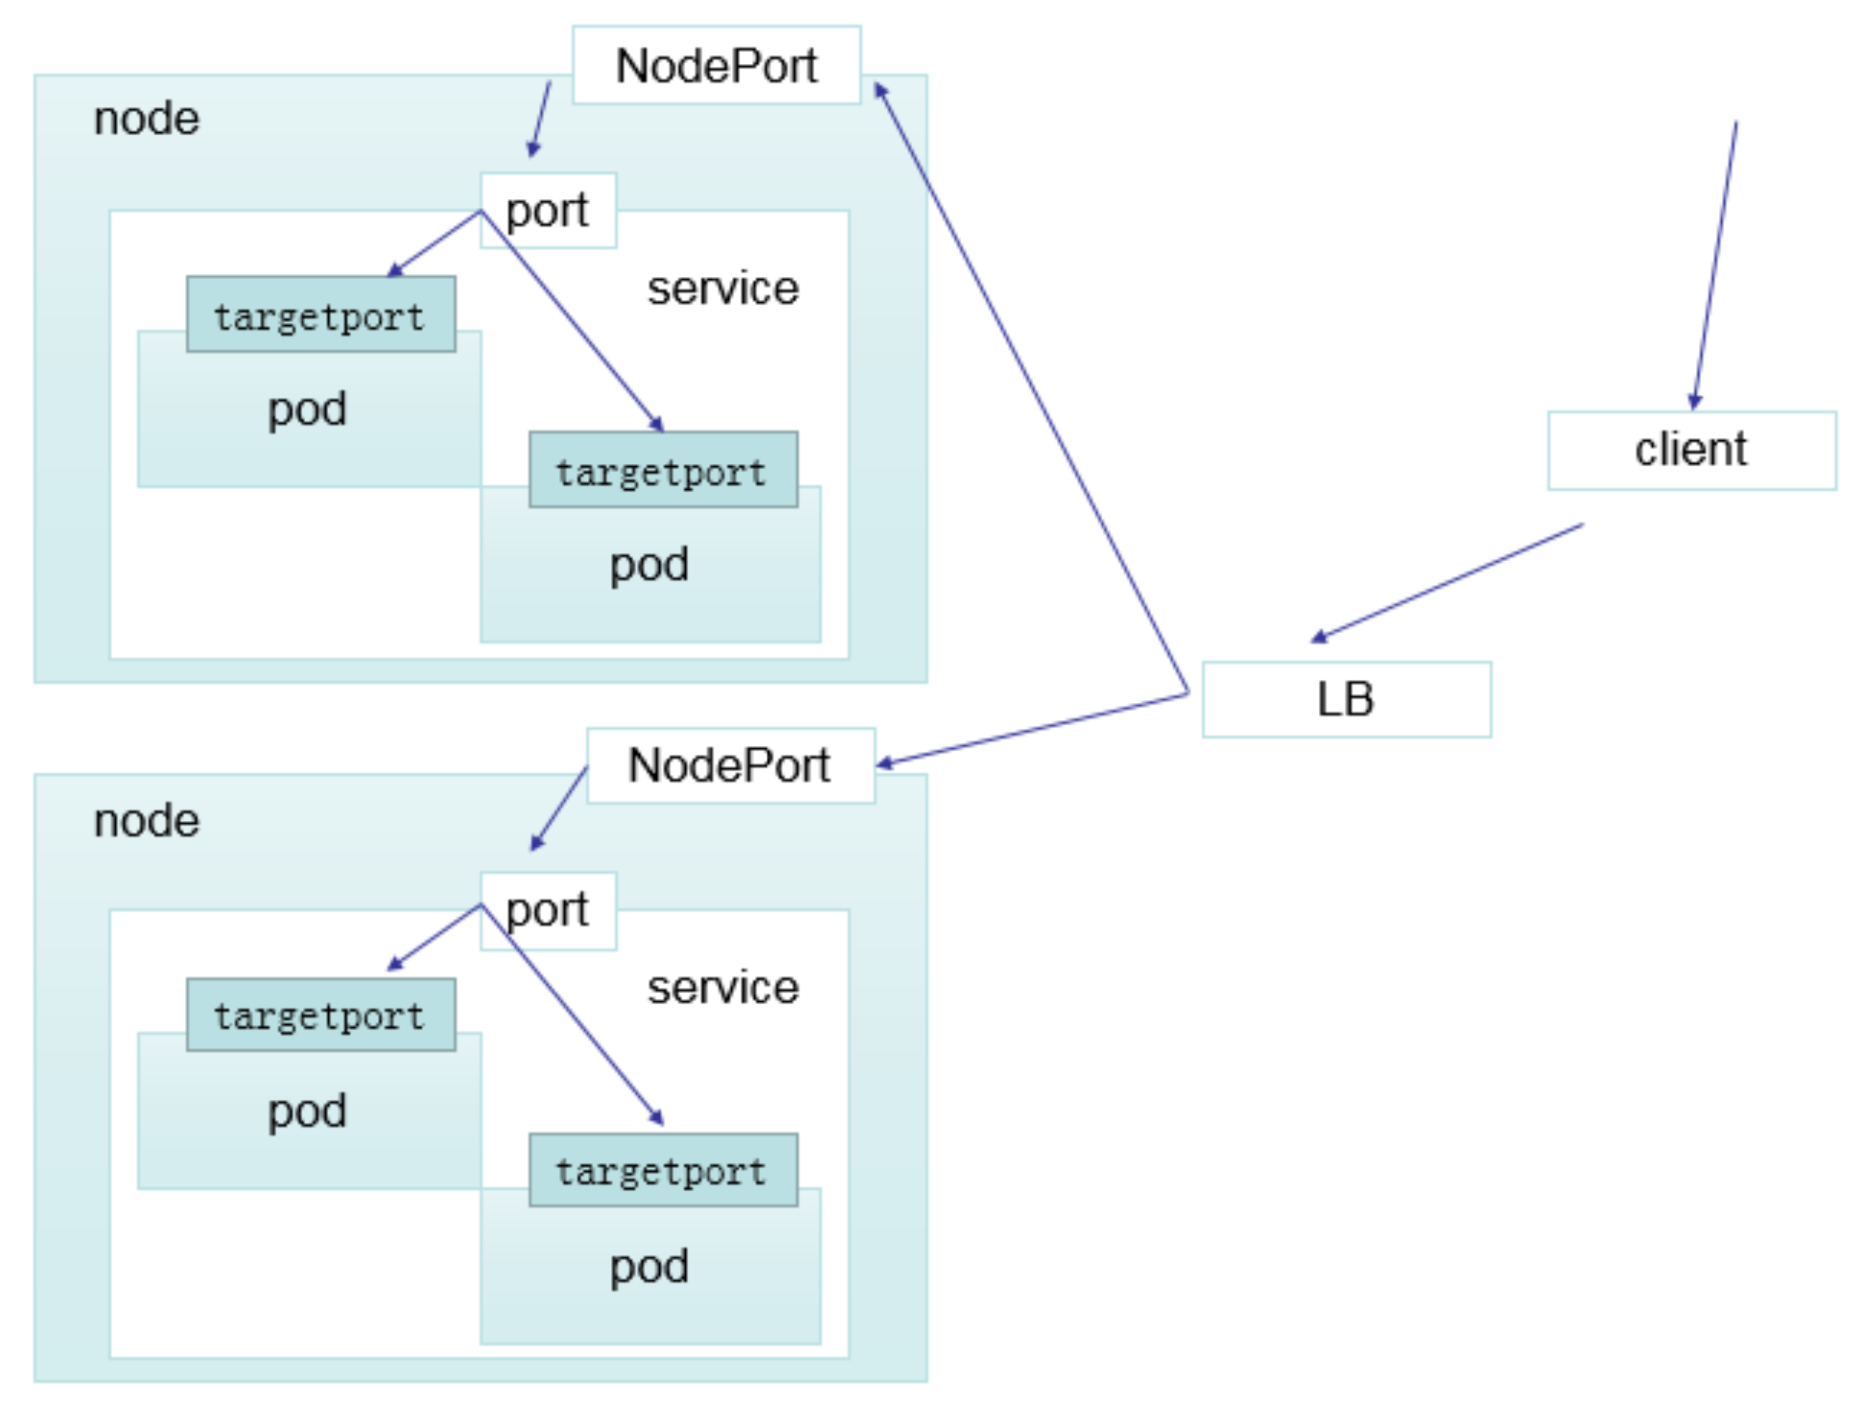 NodePort
node
port
service
targetport
pod
targetport
pod
client
LB
NodePort
node
port
service
targetport
pod
targetport
pod